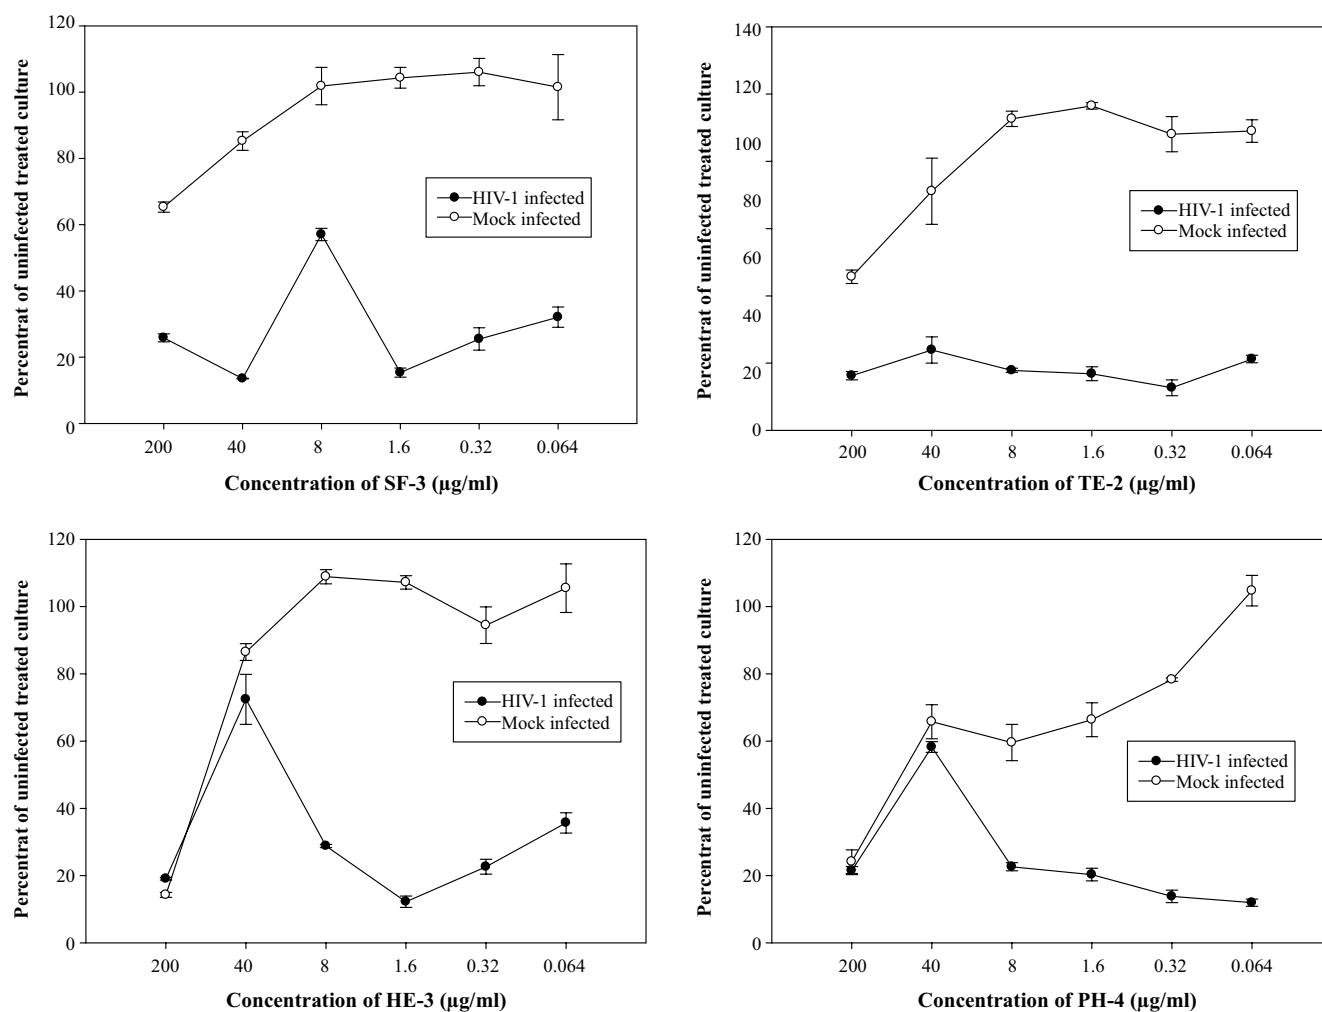 120
100
80
60
40
20
0
Percentrat of uninfected treated culture
HIV-1 infected
Mock infected
200 40 8 1.6 0.32 0.064
Concentration of SF-3 (µg/ml)
140
120
100
80
60
40
20
0
Percentrat of uninfected treated culture
HIV-1 infected
Mock infected
200 40 8 1.6 0.32 0.064
Concentration of TE-2 (µg/ml)
120
100
80
60
40
20
0
Percentrat of uninfected treated culture
HIV-1 infected
Mock infected
200 40 8 1.6 0.32 0.064
Concentration of HE-3 (µg/ml)
120
100
80
60
40
20
0
Percentrat of uninfected treated culture
HIV-1 infected
Mock infected
200 40 8 1.6 0.32 0.064
Concentration of PH-4 (µg/ml)